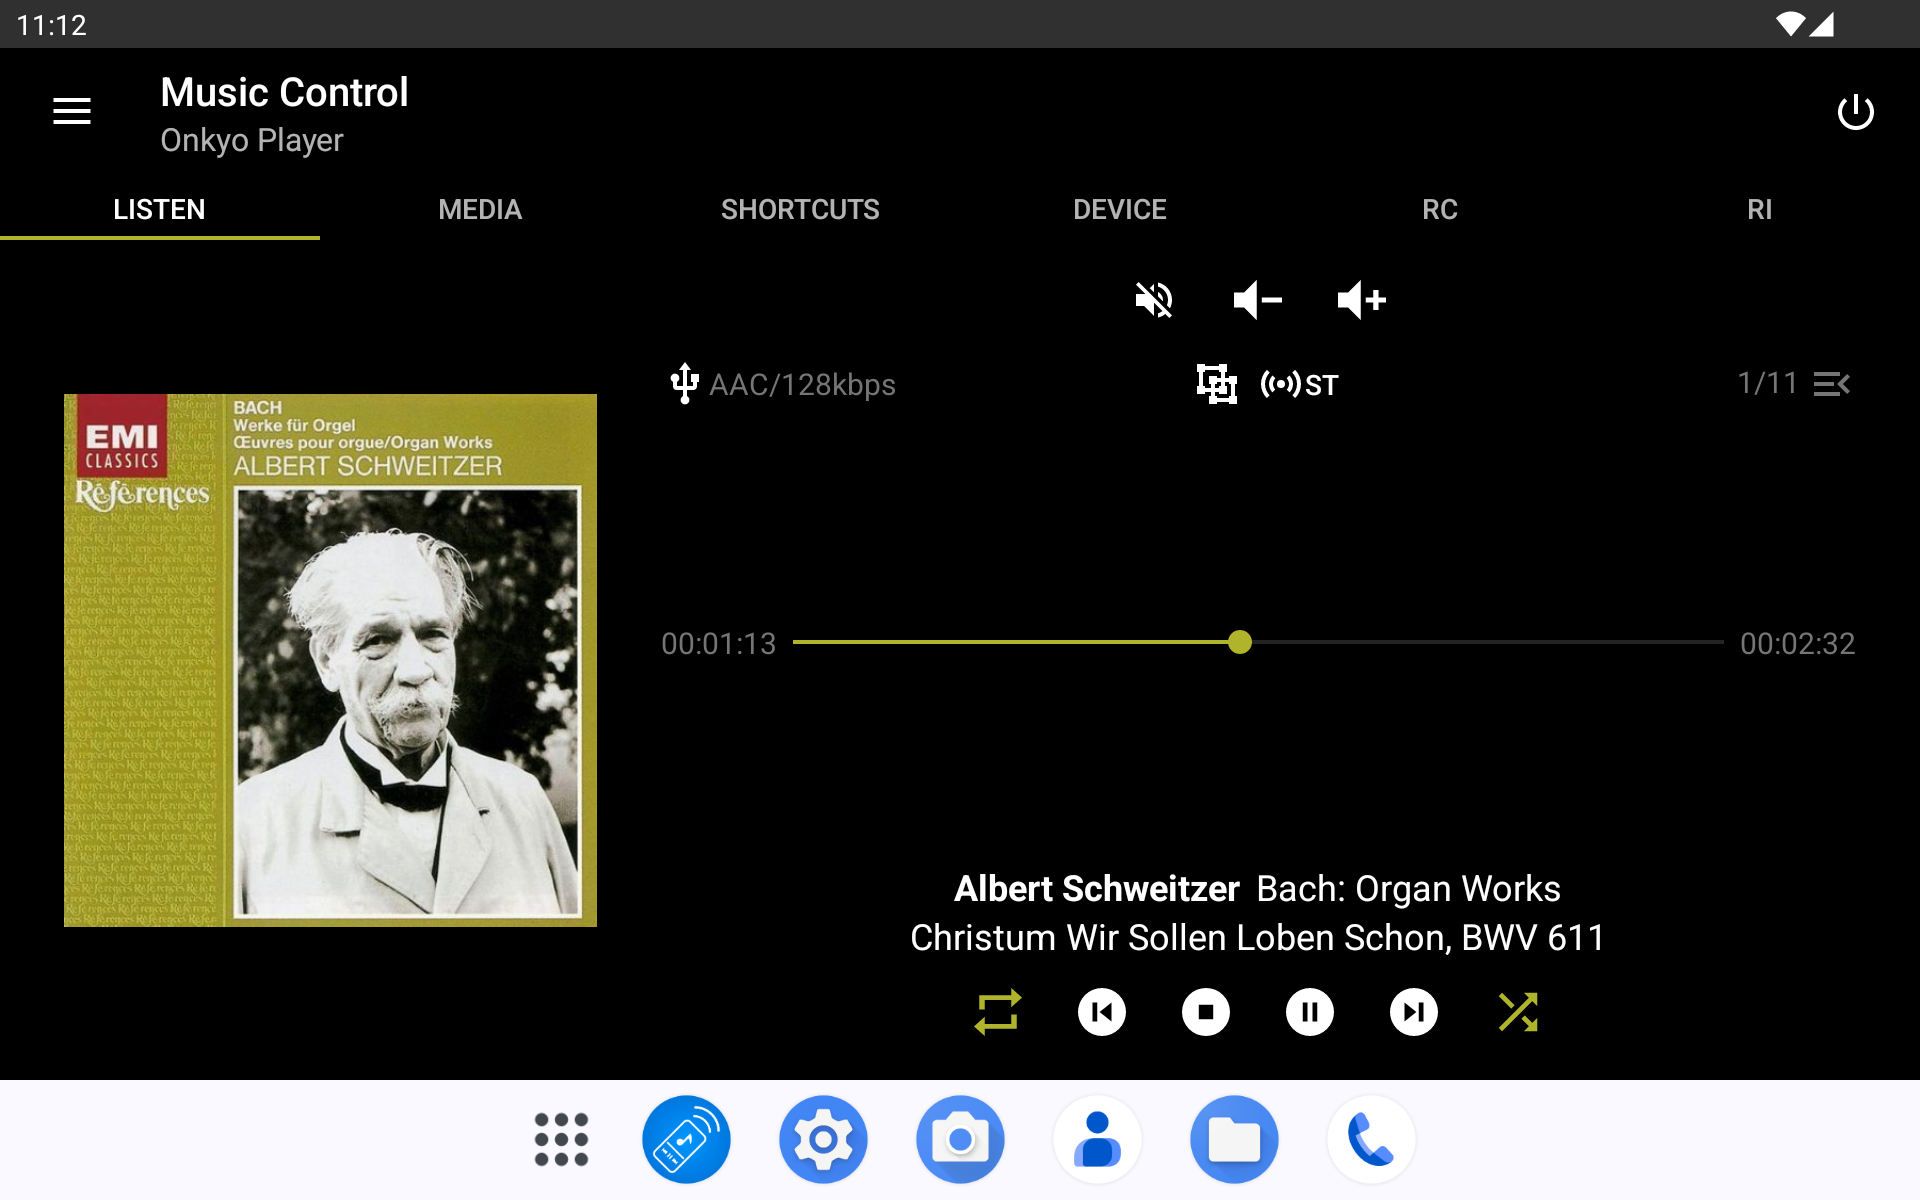 11:12
Music Control
Onkyo Player
LISTEN
MEDIA
SHORTCUTS
DEVICE
RC
RI
AAC/128kbps
ST
1/11
EMI
CLASSICS
Références
BACH
Werke für Orgel
Œuvres pour orgue/Organ Works
ALBERT SCHWEITZER
00:01:13
00:02:32
Albert Schweitzer Bach: Organ Works
Christum Wir Sollen Loben Schon, BWV 611